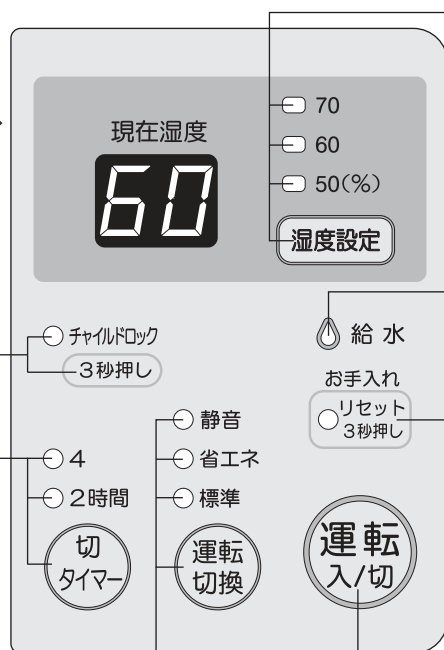 現在湿度
60
70
60
50(%)
湿度設定
チャイルドロック
3秒押し
給水
お手入れ
リセット
3秒押し
静音
省エネ
標準
4
2時間
切
タイマー
運転
切換
運転
入/切